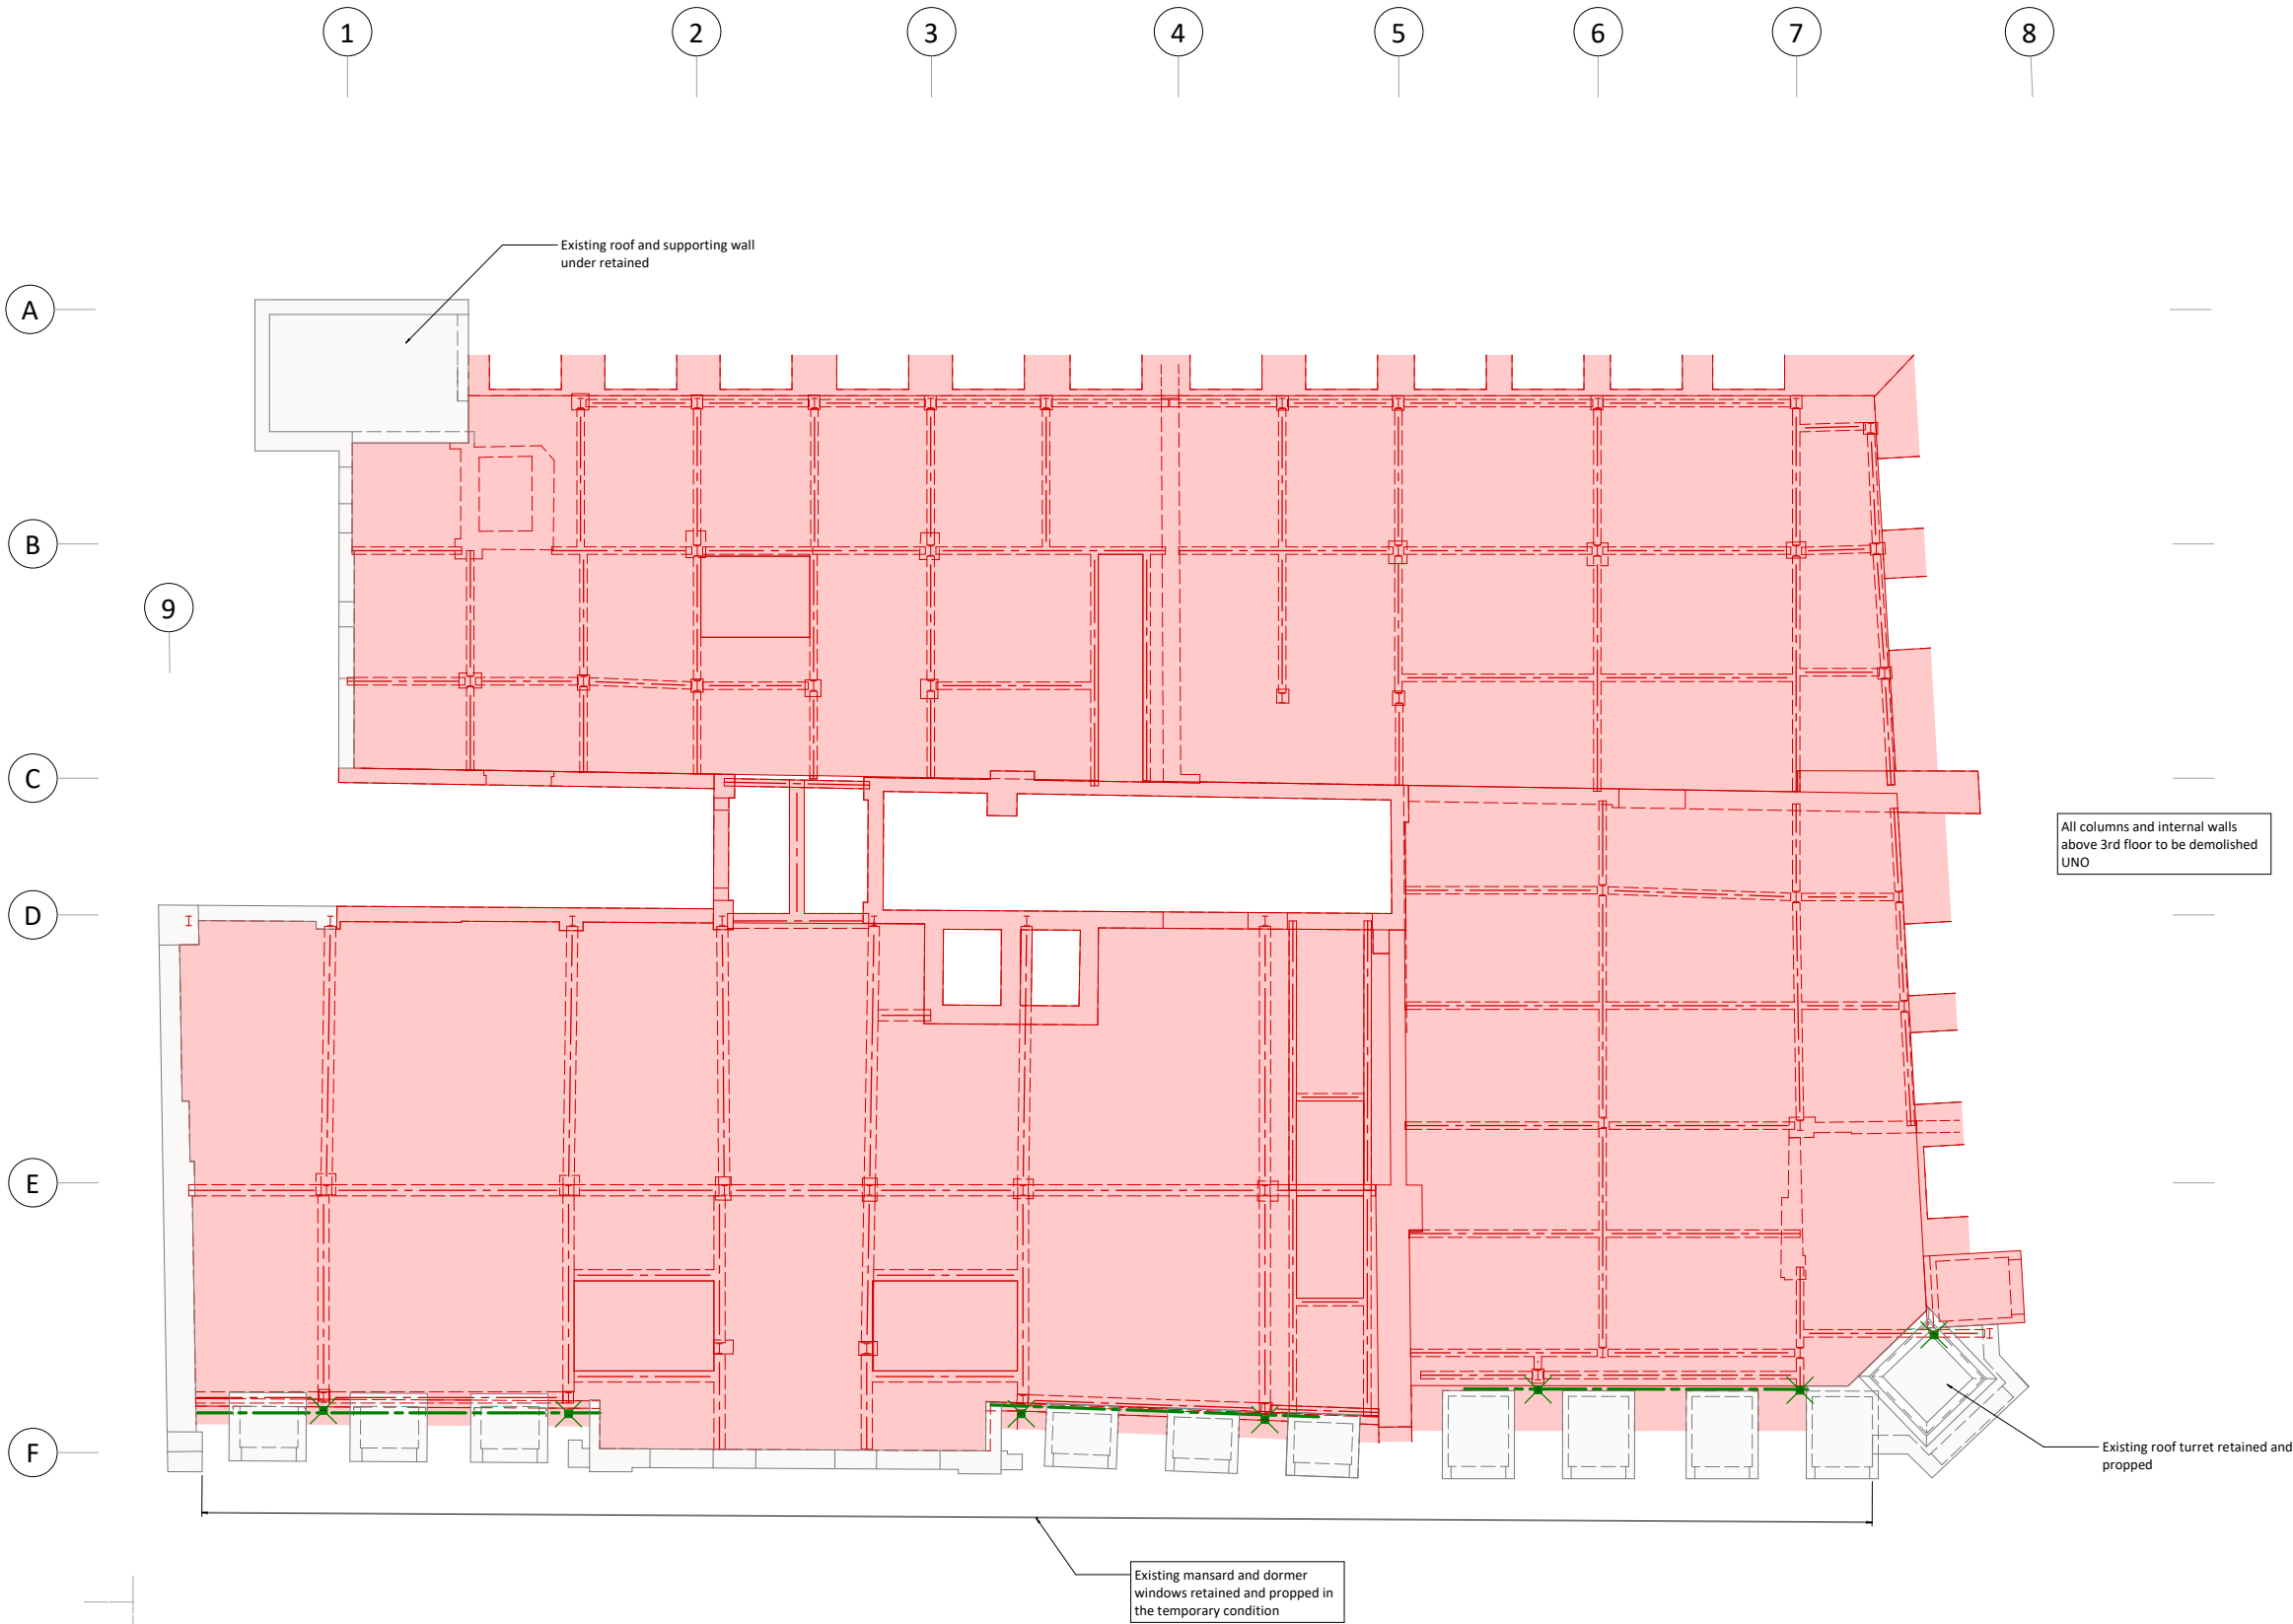 1
2
3
4
5
6
7
8
Existing roof and supporting wall
under retained
A
B
9
C
All columns and internal walls
above 3rd floor to be demolished
UNO
D
E
F
Existing roof turret retained and
propped
Existing mansard and dormer
windows retained and propped in
the temporary condition